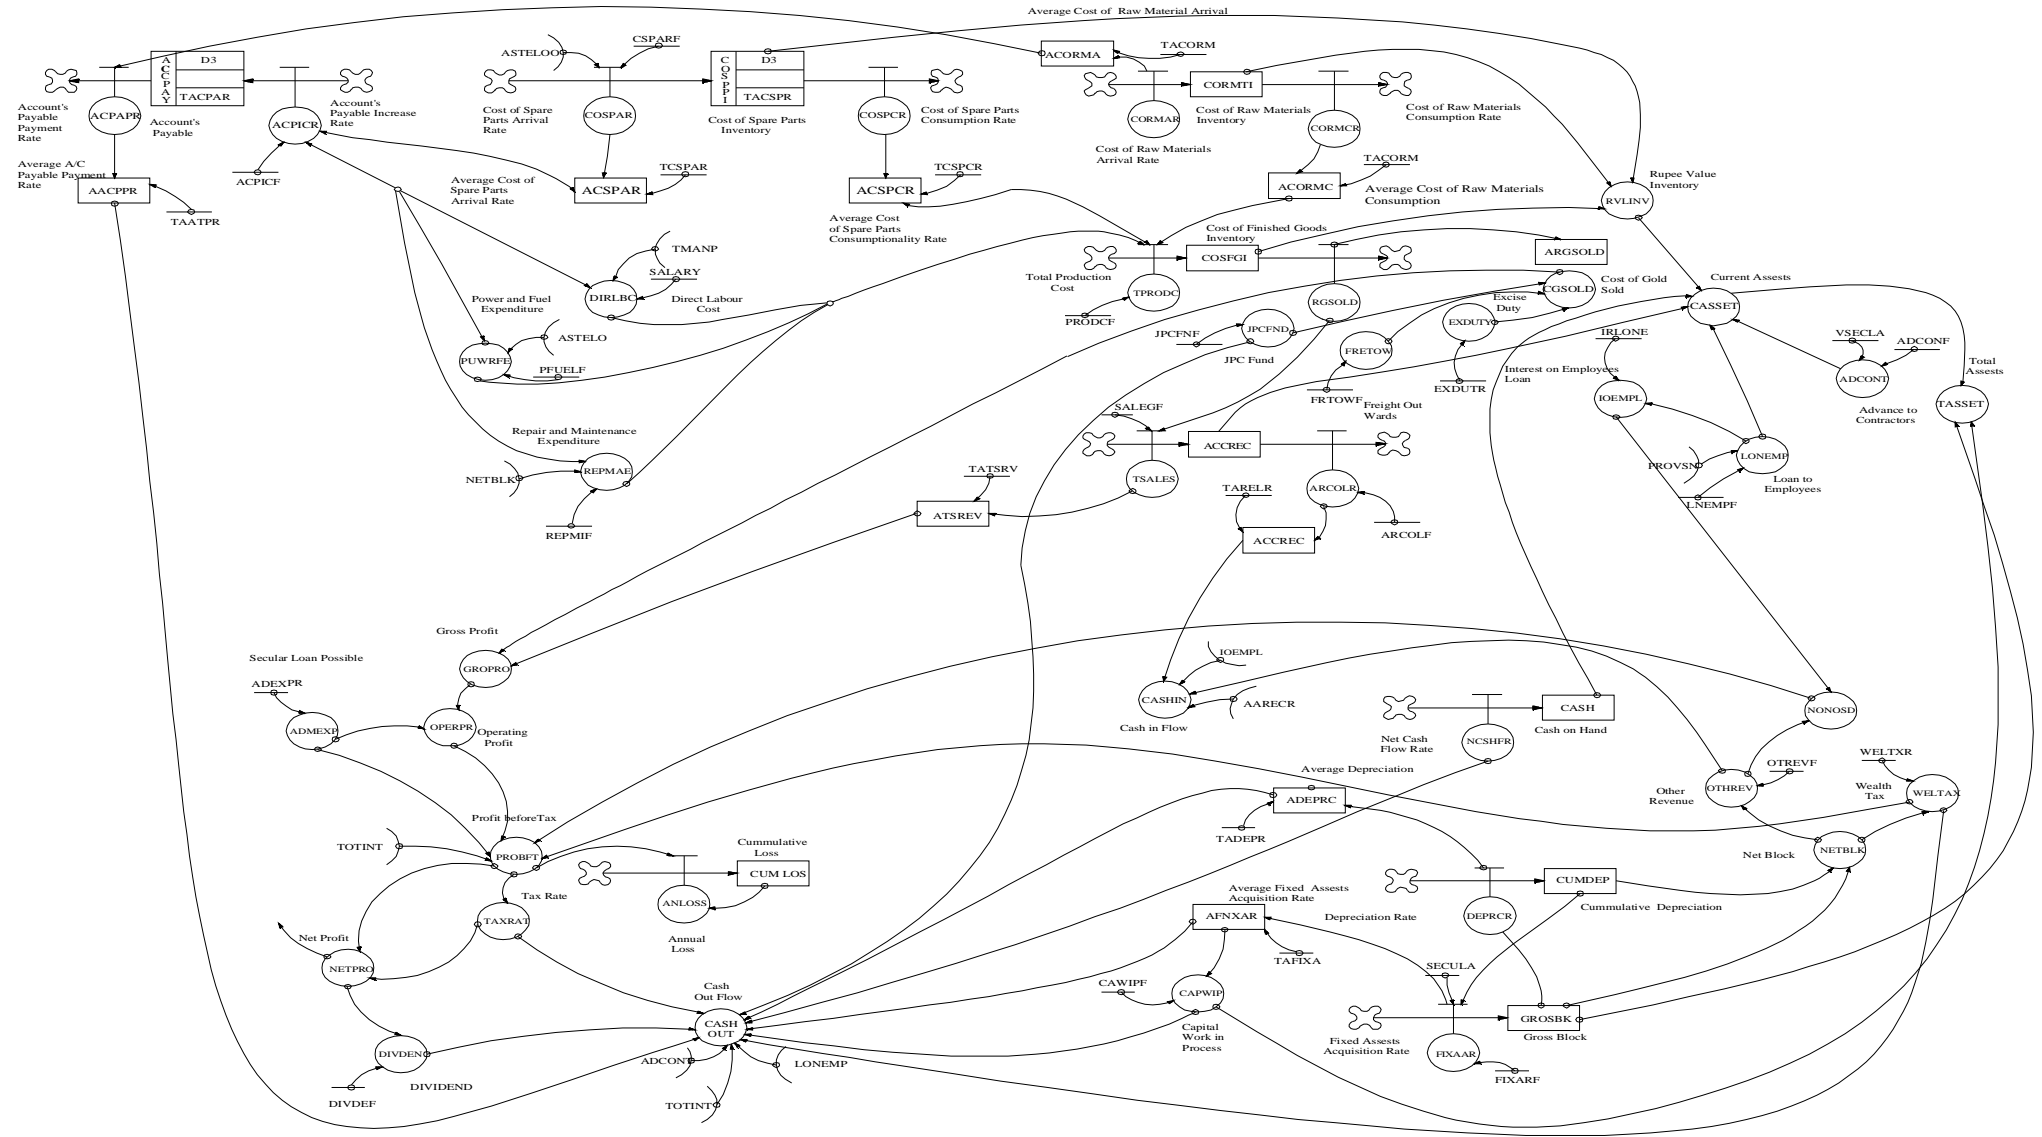 Average Cost of Raw Material Arrival
ACCPAY
D3
TACPAR
Account's
Payable
Payment
Rate
ACPAPR
Account's
Payable
ACPICR
Account's
Payable Increase
Rate
ACPICF
Average A/C
Payable Payment
Rate
AACPPR
TAATPR
ASTELOO
CSPARF
Cost of Spare
Parts Arrival
Rate
COSPAR
COSPPI
D3
TACSPR
Cost of Spare Parts
Inventory
COSPCR
Cost of Spare Parts
Consumption Rate
Average Cost of
Spare Parts
Arrival Rate
ACSPAR
TCSPAR
ACSPCR
TCSPCR
Average Cost
of Spare Parts
Consumptionality Rate
ACORMA
TACORM
CORMAR
Cost of Raw Materials
Arrival Rate
CORMTI
Cost of Raw Materials
Inventory
CORMCR
Cost of Raw Materials
Consumption Rate
ACORMC
TACORM
Average Cost of Raw Materials
Consumption
RVLINV
Rupee Value
Inventory
TMANP
SALARY
DIRLBC
Direct Labour
Cost
Power and Fuel
Expenditure
PUWRFE
ASTELO
PFUELF
Repair and Maintenance
Expenditure
NETBLK
REPMAE
REPMIF
Total Production
Cost
TPRODC
PRODCF
Cost of Finished Goods
Inventory
COSFGI
RGSOLD
ARGSOLD
CGSOLD
Cost of Gold
Sold
JPCFNF
JPCFND
JPC Fund
FRETOW
FRTOWF
Freight Out
Wards
Excise
Duty
EXDUTY
EXDUTR
Current Assests
CASSET
VSECLA
ADCONF
ADCONT
Advance to
Contractors
Total
Assests
TASSET
IRLONE
Interest on Employees
Loan
IOEMPL
PROVSN
LONEMP
LNEMPF
Loan to
Employees
SALEGF
TSALES
ACCREC
ARCOLR
ARCOLF
TARELR
ACCREC
TATSRV
ATSREV
Gross Profit
GROPRO
Secular Loan Possible
ADEXPR
ADMEXP
OPERPR
Operating
Profit
Profit beforeTax
TOTINT
PROBFT
Cummulative
Loss
CUM LOS
ANLOSS
Annual
Loss
Tax Rate
TAXRAT
Net Profit
NETPRO
DIVDEND
DIVDEF
DIVIDEND
IOEMPL
CASHIN
AARECR
Cash in Flow
Net Cash
Flow Rate
NCSHFR
CASH
Cash on Hand
NONOSD
OTHREV
OTREVF
Other
Revenue
WELTXR
Wealth
Tax
WELTAX
Net Block
NETBLK
Average Depreciation
ADEPRC
TADEPR
CUMDEP
Cummulative Depreciation
Depreciation Rate
DEPRCR
Average Fixed Assests
Acquisition Rate
AFNXAR
TAFIXA
CAWIPF
CAPWIP
Capital
Work in
Process
SECULA
Fixed Assests
Acquisition Rate
FIXAAR
FIXARF
GROSBK
Gross Block
Cash
Out Flow
CASH
OUT
ADCONT
TOTINT
LONEMP